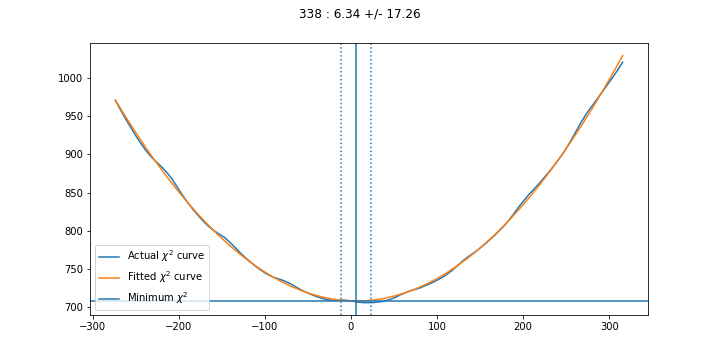 338 : 6.34 +/- 17.26
1000
950
900
850
800
750
700
Actual χ² curve
Fitted χ² curve
Minimum χ²
−300 −200 −100 0 100 200 300